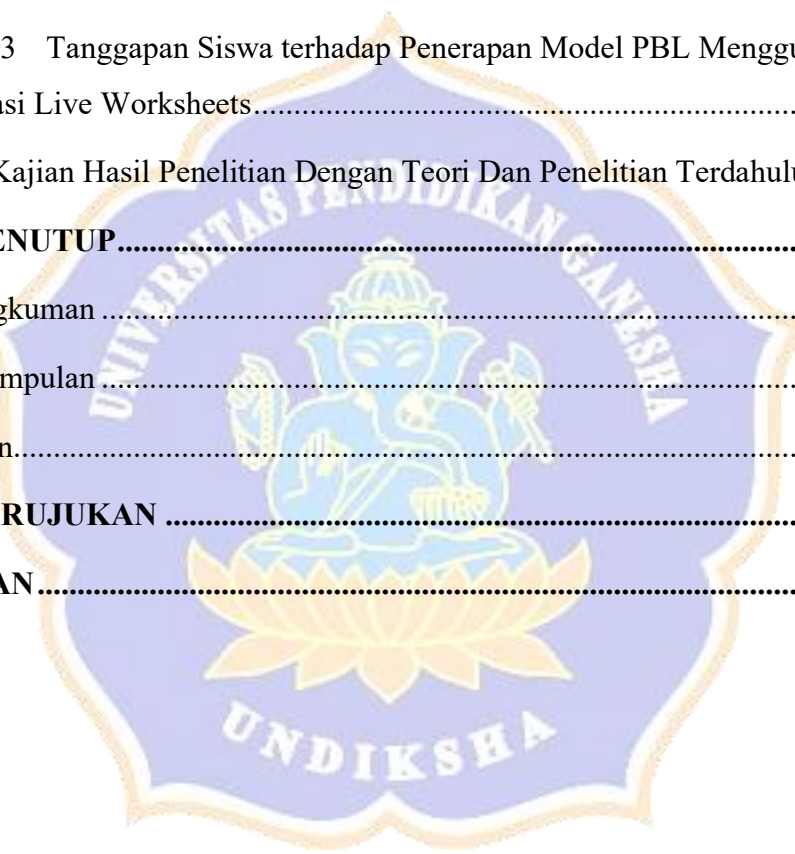 3 Tanggapan Siswa terhadap Penerapan Model PBL Menggu
asi Live Worksheets............................................................
Kajian Hasil Penelitian Dengan Teori Dan Penelitian Terdahulu
ENUTUP............................................................
gkuman ............................................................
mpulan ............................................................
n............................................................
RUJUKAN ............................................................
AN............................................................
UNIVERSITAS PENDIDIKAN GANESHA
UNDIKSHA